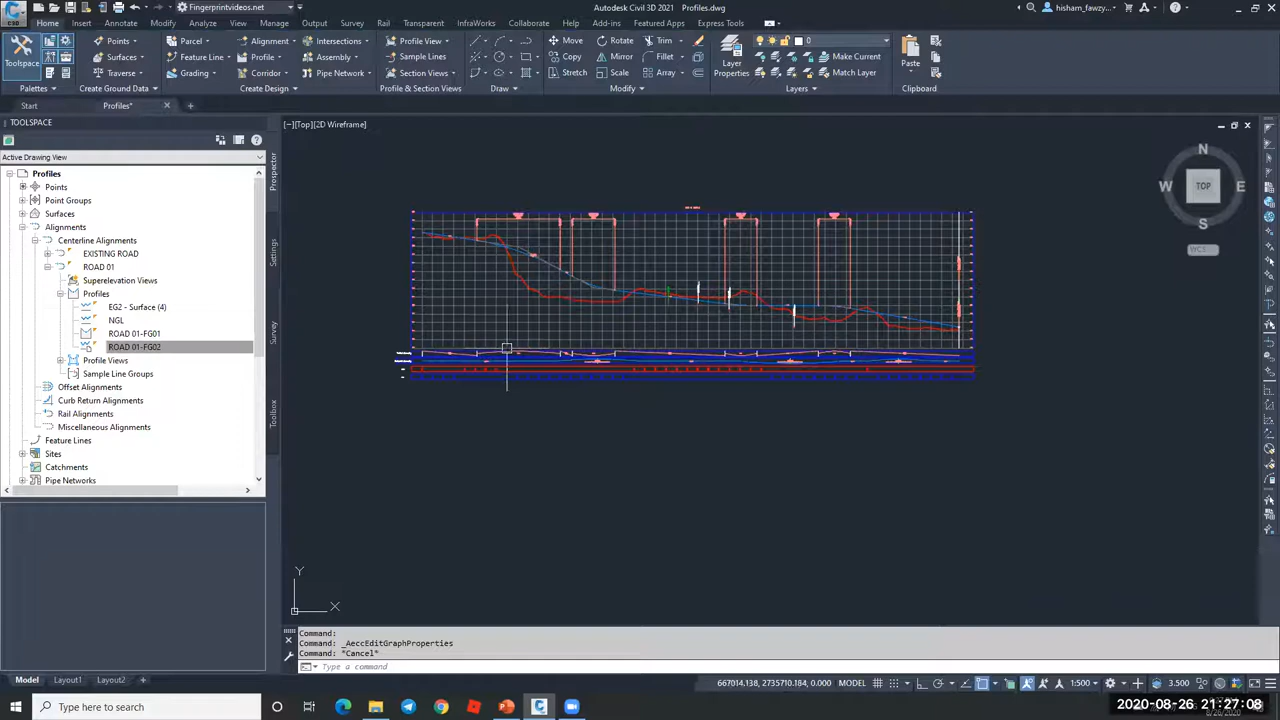 C3D
Fingerprintvideos.net
Autodesk Civil 3D 2021
Profiles.dwg
hisham_fawzy...
Home
Insert
Annotate
Modify
Analyze
View
Manage
Output
Survey
Rail
Transparent
InfraWorks
Collaborate
Help
Add-ins
Featured Apps
Express Tools
Toolspace
Points
Surfaces
Traverse
Parcel
Feature Line
Grading
Alignment
Profile
Corridor
Intersections
Assembly
Pipe Network
Profile View
Sample Lines
Section Views
Move
Copy
Stretch
Rotate
Mirror
Scale
Trim
Fillet
Array
Layer
Properties
0
Make Current
Match Layer
Paste
Palettes
Create Ground Data
Create Design
Profile & Section Views
Draw
Modify
Layers
Clipboard
Start
Profiles*
TOOLSPACE
Active Drawing View
Profiles
Points
Point Groups
Surfaces
Alignments
Centerline Alignments
EXISTING ROAD
ROAD 01
Superelevation Views
Profiles
EG2 - Surface (4)
NGL
ROAD 01-FG01
ROAD 01-FG02
Profile Views
Sample Line Groups
Offset Alignments
Curb Return Alignments
Rail Alignments
Miscellaneous Alignments
Feature Lines
Sites
Catchments
Pipe Networks
Prospector
Settings
Survey
Toolbox
[−][Top][2D Wireframe]
N
W
TOP
E
S
WCS
Y
X
Command:
Command: _AeccEditGraphProperties
Command: *Cancel*
Type a command
Model
Layout1
Layout2
667014.138, 2735710.184, 0.000
MODEL
1:500
3.500
Type here to search
2020-08-26 21:27:08